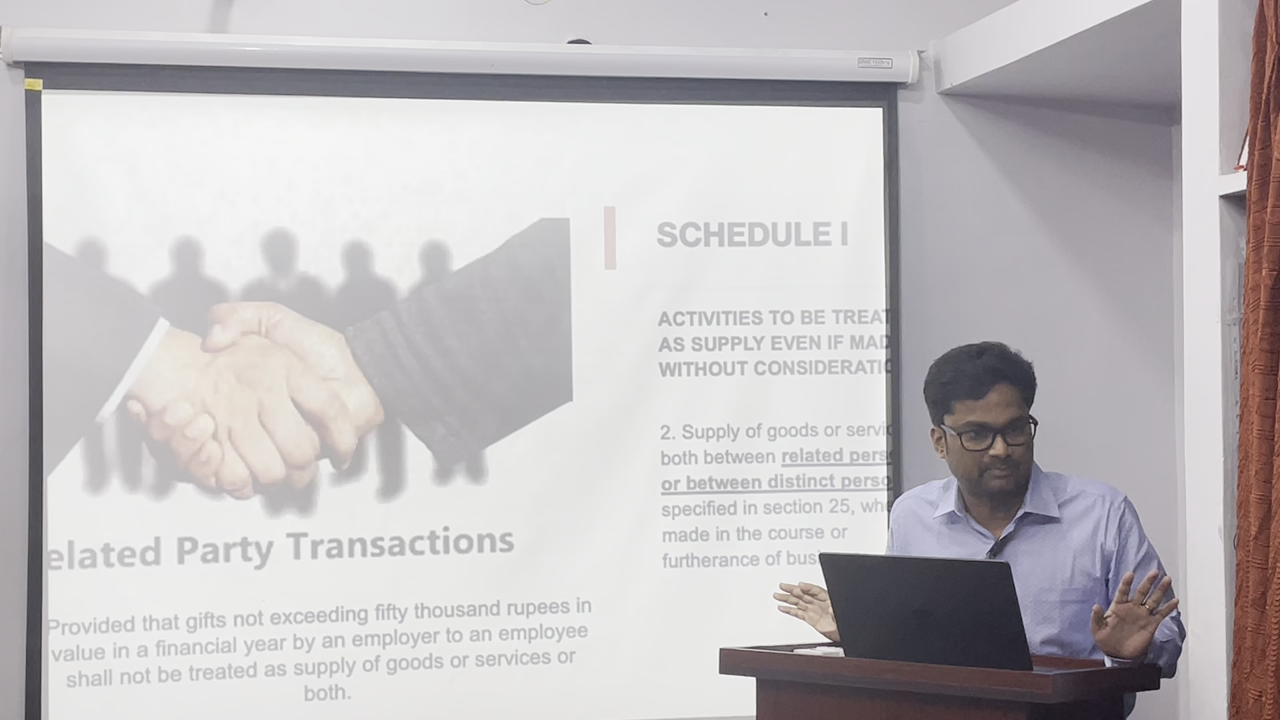 SCHEDULE I
ACTIVITIES TO BE TREAT
AS SUPPLY EVEN IF MAD
WITHOUT CONSIDERATIO
2. Supply of goods or servic
both between related perso
or between distinct perso
specified in section 25, whe
made in the course or
furtherance of bus
elated Party Transactions
Provided that gifts not exceeding fifty thousand rupees in
value in a financial year by an employer to an employee
shall not be treated as supply of goods or services or
both.